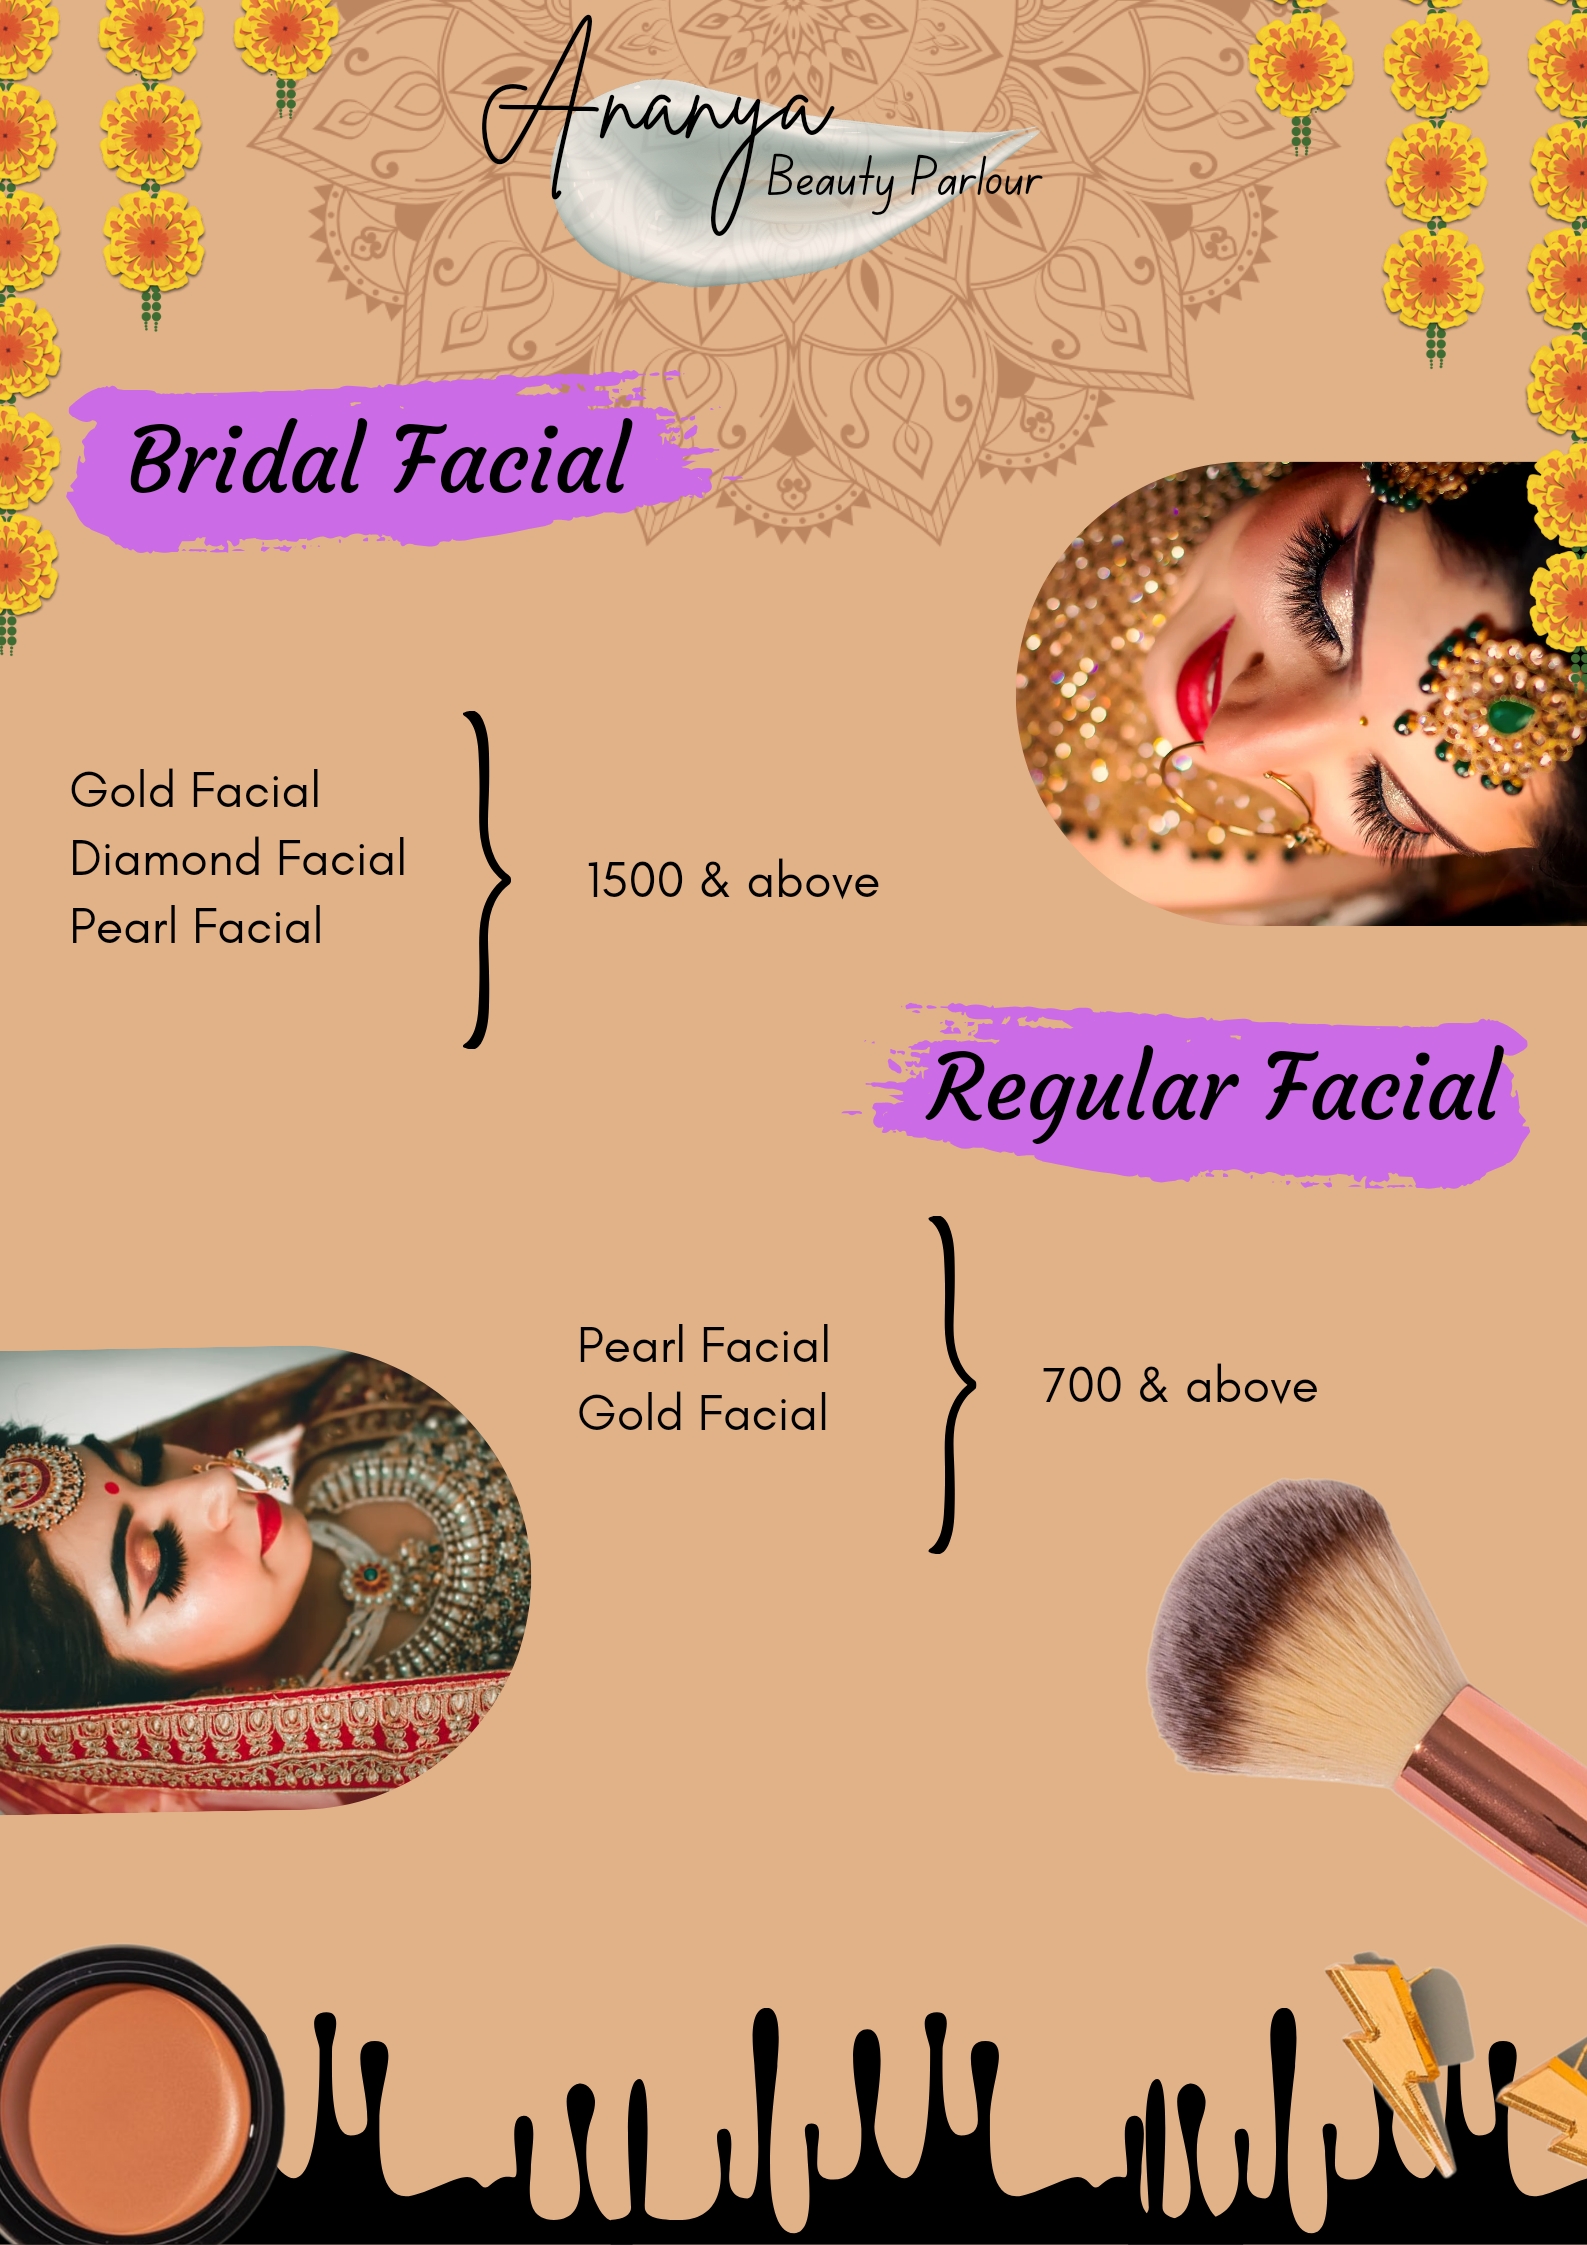 Ananya
Beauty Parlour
Bridal Facial
Gold Facial
Diamond Facial
Pearl Facial
1500 & above
Regular Facial
Pearl Facial
Gold Facial
700 & above